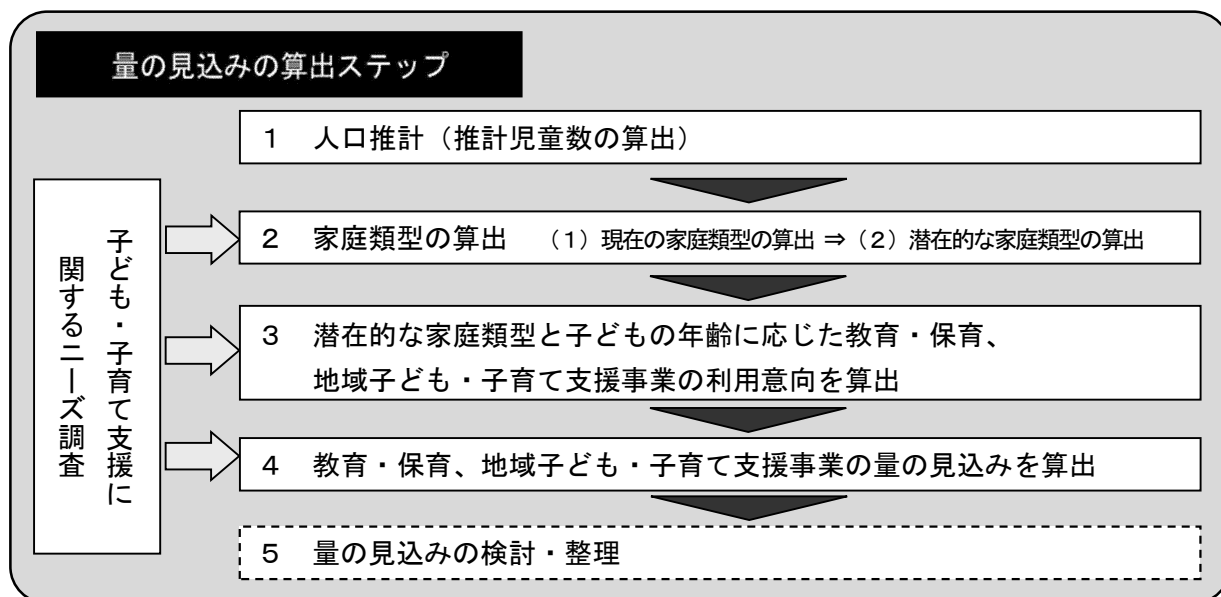 量の見込みの算出ステップ
1 人口推計（推計児童数の算出）
子ども・子育て支援に
関するニーズ調査
2 家庭類型の算出 （1）現在の家庭類型の算出 ⇒（2）潜在的な家庭類型の算出
3 潜在的な家庭類型と子どもの年齢に応じた教育・保育、
地域子ども・子育て支援事業の利用意向を算出
4 教育・保育、地域子ども・子育て支援事業の量の見込みを算出
5 量の見込みの検討・整理